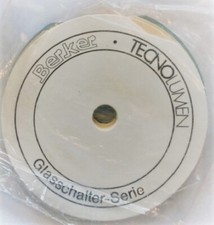 Berker • TECNOLUMEN
Glasschalter-Serie